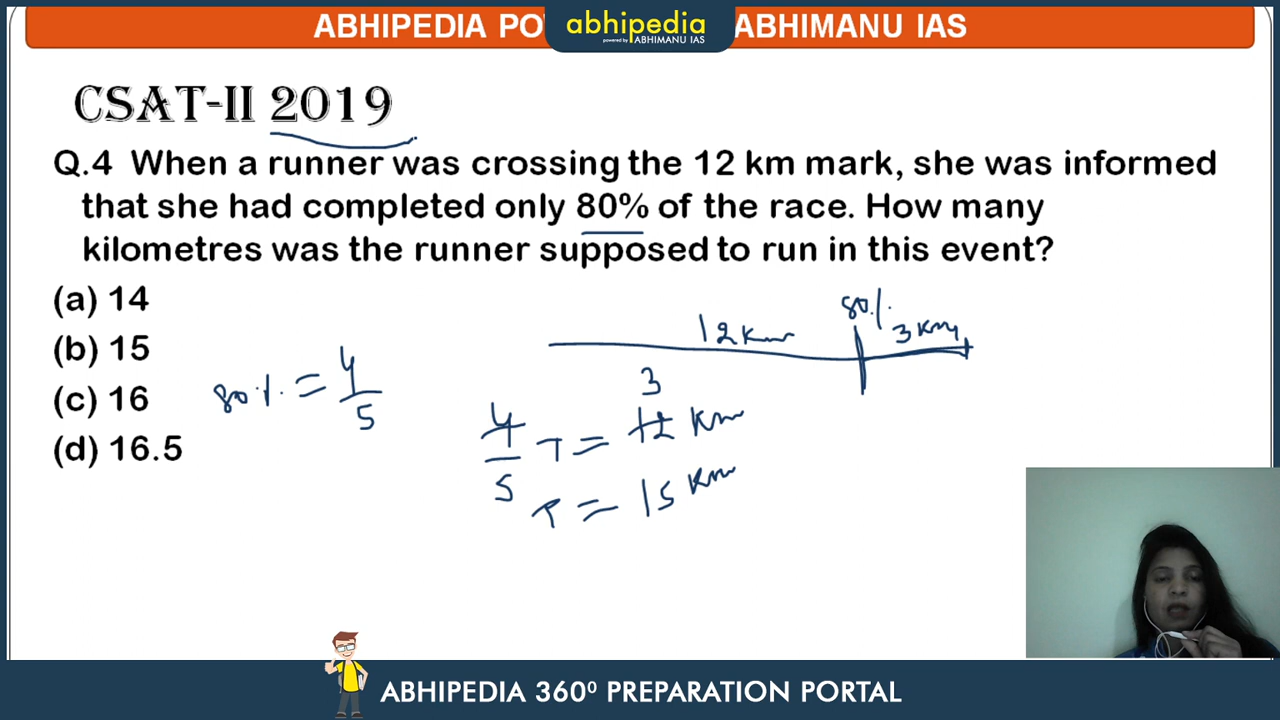 ABHIPEDIA PO
abhipedia
powered by ABHIMANU IAS
ABHIMANU IAS
CSAT-II 2019
Q.4 When a runner was crossing the 12 km mark, she was informed
that she had completed only 80% of the race. How many
kilometres was the runner supposed to run in this event?
(a) 14
(b) 15
(c) 16
(d) 16.5
80% = 4/5
12 km
80%
3 km
3
4/5 T = 12 km
T = 15 km
ABHIPEDIA 360⁰ PREPARATION PORTAL